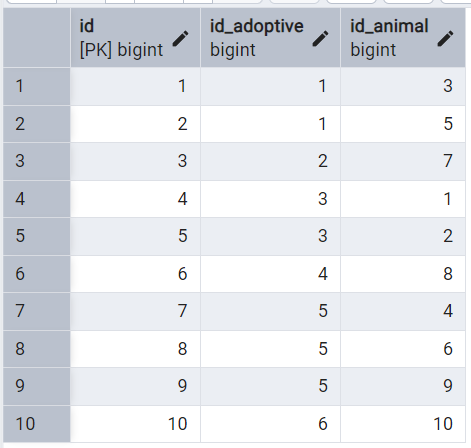 id id_adoptive id_animal
[PK] bigint bigint bigint
1 1 1 3
2 2 1 5
3 3 2 7
4 4 3 1
5 5 3 2
6 6 4 8
7 7 5 4
8 8 5 6
9 9 5 9
10 10 6 10